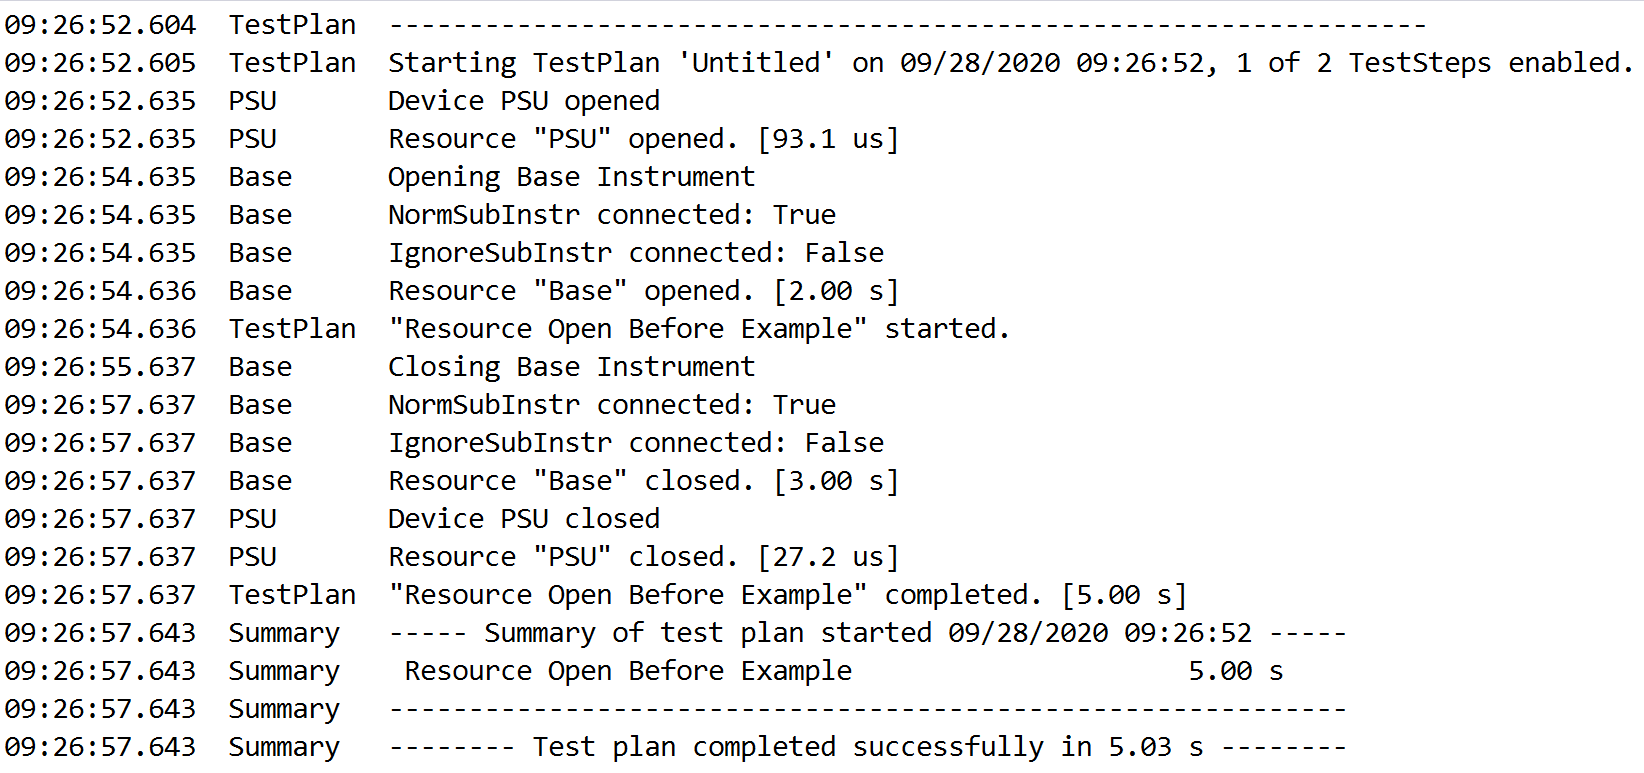 09:26:52.604  TestPlan  -----------------------------------------------------------------
09:26:52.605  TestPlan  Starting TestPlan 'Untitled' on 09/28/2020 09:26:52, 1 of 2 TestSteps enabled.
09:26:52.635  PSU       Device PSU opened
09:26:52.635  PSU       Resource "PSU" opened. [93.1 us]
09:26:54.635  Base      Opening Base Instrument
09:26:54.635  Base      NormSubInstr connected: True
09:26:54.635  Base      IgnoreSubInstr connected: False
09:26:54.636  Base      Resource "Base" opened. [2.00 s]
09:26:54.636  TestPlan  "Resource Open Before Example" started.
09:26:55.637  Base      Closing Base Instrument
09:26:57.637  Base      NormSubInstr connected: True
09:26:57.637  Base      IgnoreSubInstr connected: False
09:26:57.637  Base      Resource "Base" closed. [3.00 s]
09:26:57.637  PSU       Device PSU closed
09:26:57.637  PSU       Resource "PSU" closed. [27.2 us]
09:26:57.637  TestPlan  "Resource Open Before Example" completed. [5.00 s]
09:26:57.643  Summary   ----- Summary of test plan started 09/28/2020 09:26:52 -----
09:26:57.643  Summary    Resource Open Before Example                     5.00 s
09:26:57.643  Summary   ------------------------------------------------------------
09:26:57.643  Summary   -------- Test plan completed successfully in 5.03 s --------